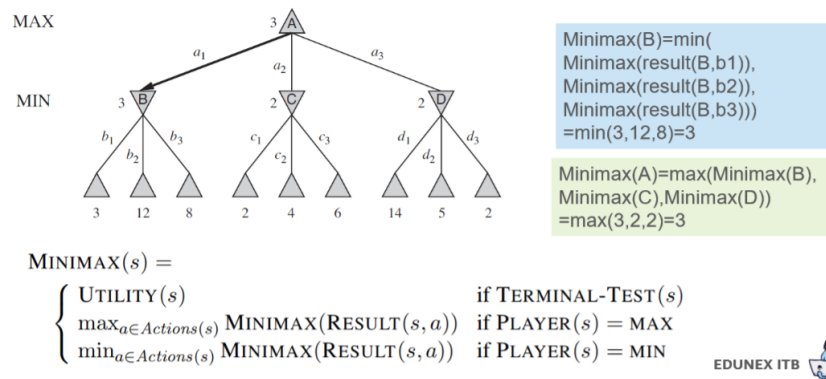 MAX
3 A
a1 a2 a3
MIN
3 B 2 C 2 D
b1 b2 b3 c1 c2 c3 d1 d2 d3
3 12 8 2 4 6 14 5 2
Minimax(B)=min(
Minimax(result(B,b1)),
Minimax(result(B,b2)),
Minimax(result(B,b3)))
=min(3,12,8)=3
Minimax(A)=max(Minimax(B),
Minimax(C),Minimax(D))
=max(3,2,2)=3
MINIMAX(s) =
UTILITY(s) if TERMINAL-TEST(s)
max a∈Actions(s) MINIMAX(RESULT(s, a)) if PLAYER(s) = MAX
min a∈Actions(s) MINIMAX(RESULT(s, a)) if PLAYER(s) = MIN
EDUNEX ITB